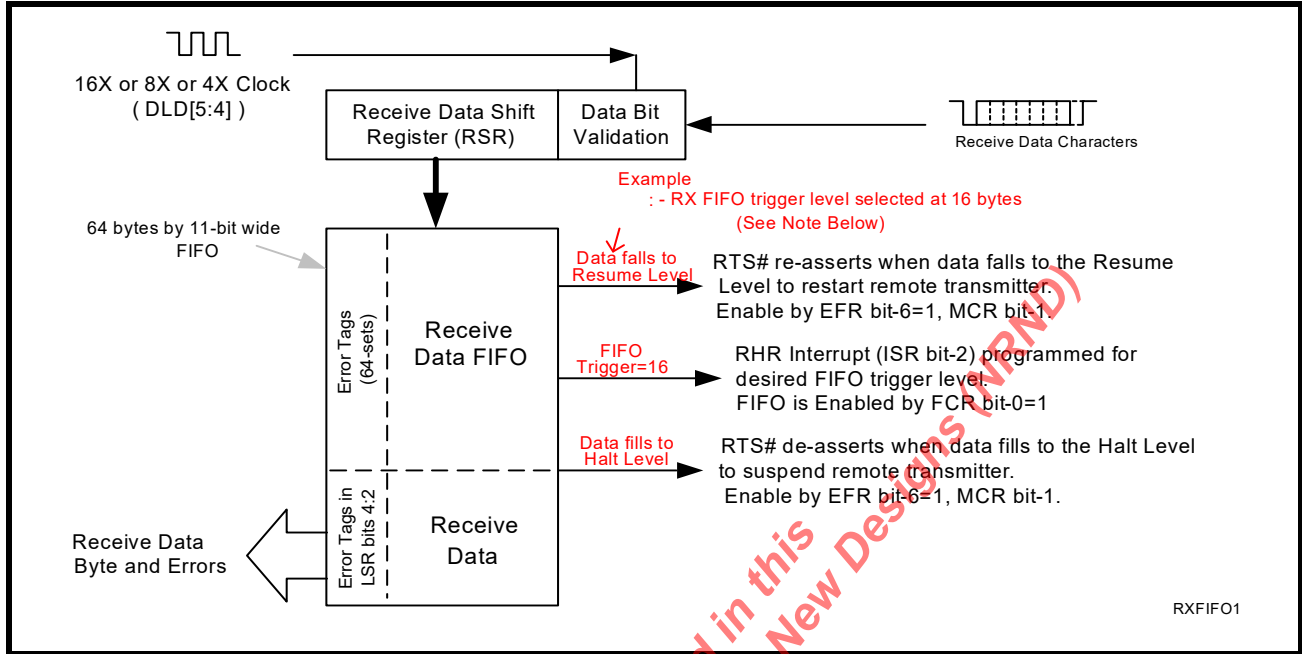 16X or 8X or 4X Clock
( DLD[5:4] )
Receive Data Shift
Register (RSR)
Data Bit
Validation
Receive Data Characters
Example
: - RX FIFO trigger level selected at 16 bytes
(See Note Below)
64 bytes by 11-bit wide
FIFO
Data falls to
Resume Level
RTS# re-asserts when data falls to the Resume
Level to restart remote transmitter.
Enable by EFR bit-6=1, MCR bit-1.
Error Tags
(64-sets)
Receive
Data FIFO
FIFO
Trigger=16
RHR Interrupt (ISR bit-2) programmed for
desired FIFO trigger level.
FIFO is Enabled by FCR bit-0=1
Data fills to
Halt Level
RTS# de-asserts when data fills to the Halt Level
to suspend remote transmitter.
Enable by EFR bit-6=1, MCR bit-1.
Error Tags in
LSR bits 4:2
Receive
Data
Receive Data
Byte and Errors
RXFIFO1
in this
New Designs (NRND)